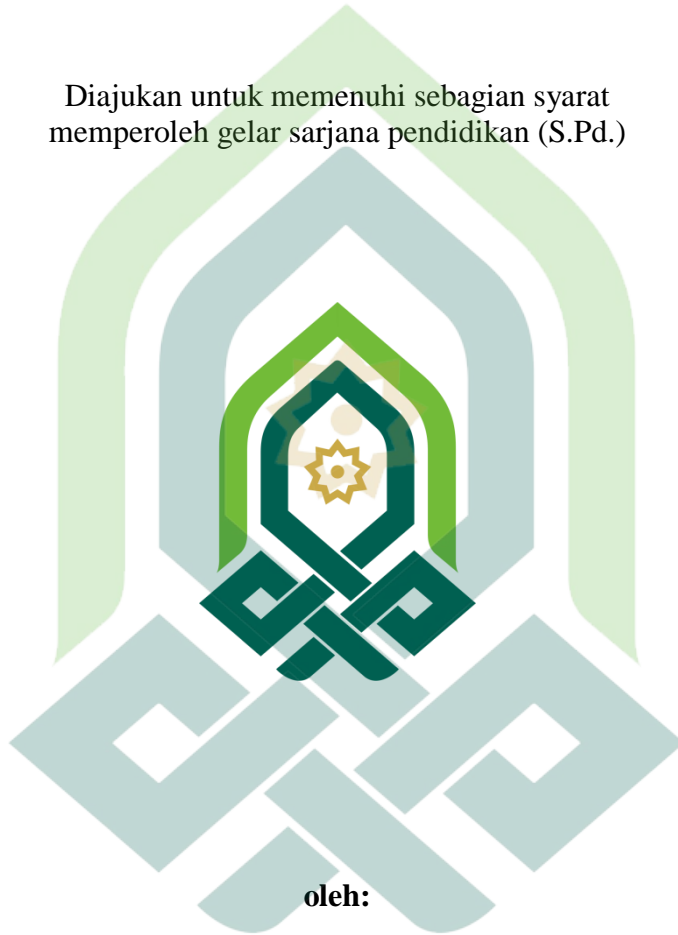 Diajukan untuk memenuhi sebagian syarat
memperoleh gelar sarjana pendidikan (S.Pd.)
oleh: